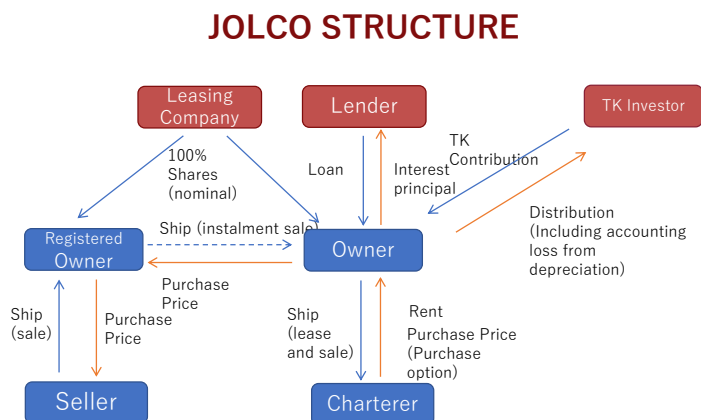 JOLCO STRUCTURE
Leasing
Company
Lender
TK Investor
100%
Shares
(nominal)
Loan
Interest
principal
TK
Contribution
Distribution
(Including accounting
loss from
depreciation)
Ship (instalment sale)
Registered
Owner
Owner
Purchase
Price
Ship
(sale)
Purchase
Price
Ship
(lease
and sale)
Rent
Purchase Price
(Purchase
option)
Seller
Charterer